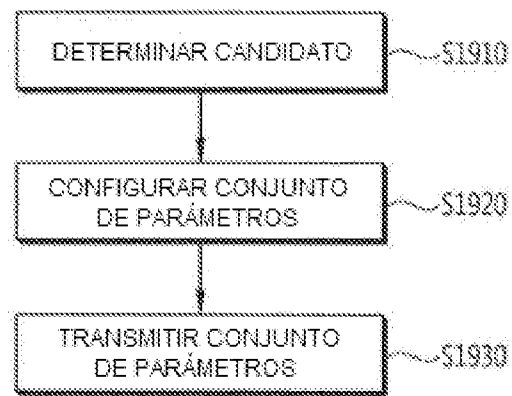 DETERMINAR CANDIDATO
S1910
CONFIGURAR CONJUNTO
DE PARÁMETROS
S1920
TRANSMITIR CONJUNTO
DE PARÁMETROS
S1930